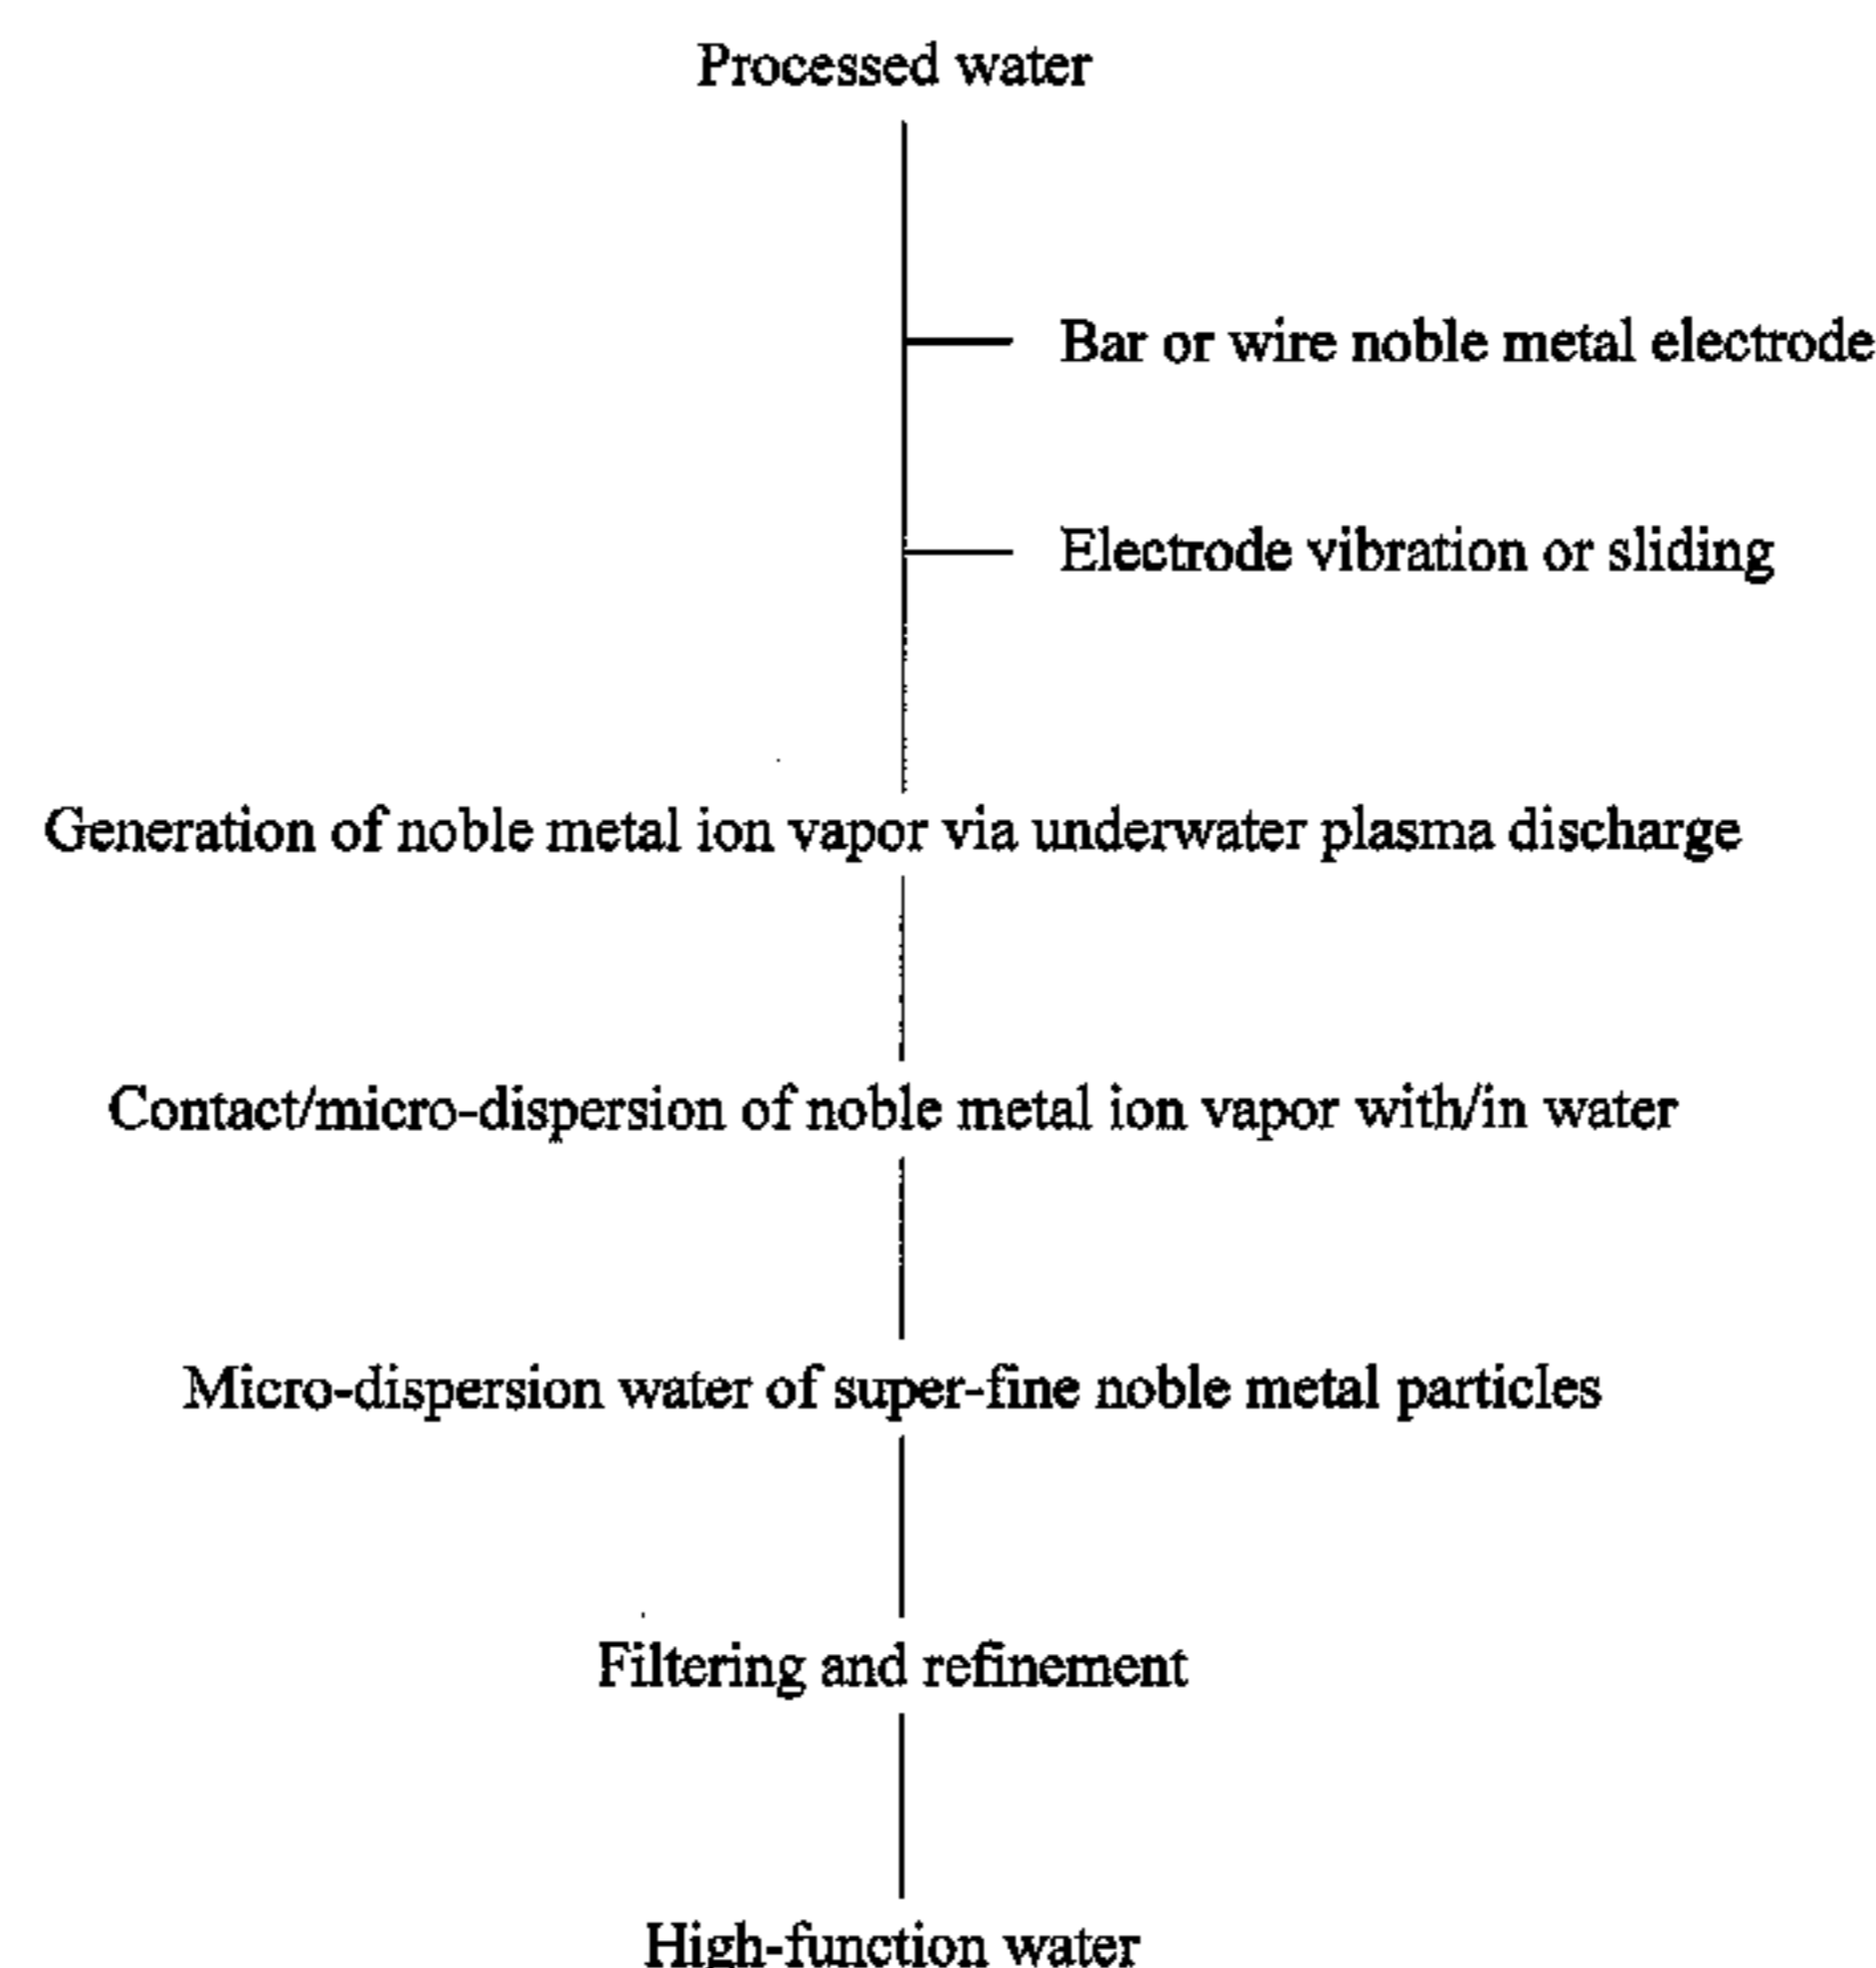 Processed water
Bar or wire noble metal electrode
Electrode vibration or sliding
Generation of noble metal ion vapor via underwater plasma discharge
Contact/micro-dispersion of noble metal ion vapor with/in water
Micro-dispersion water of super-fine noble metal particles
Filtering and refinement
High-function water